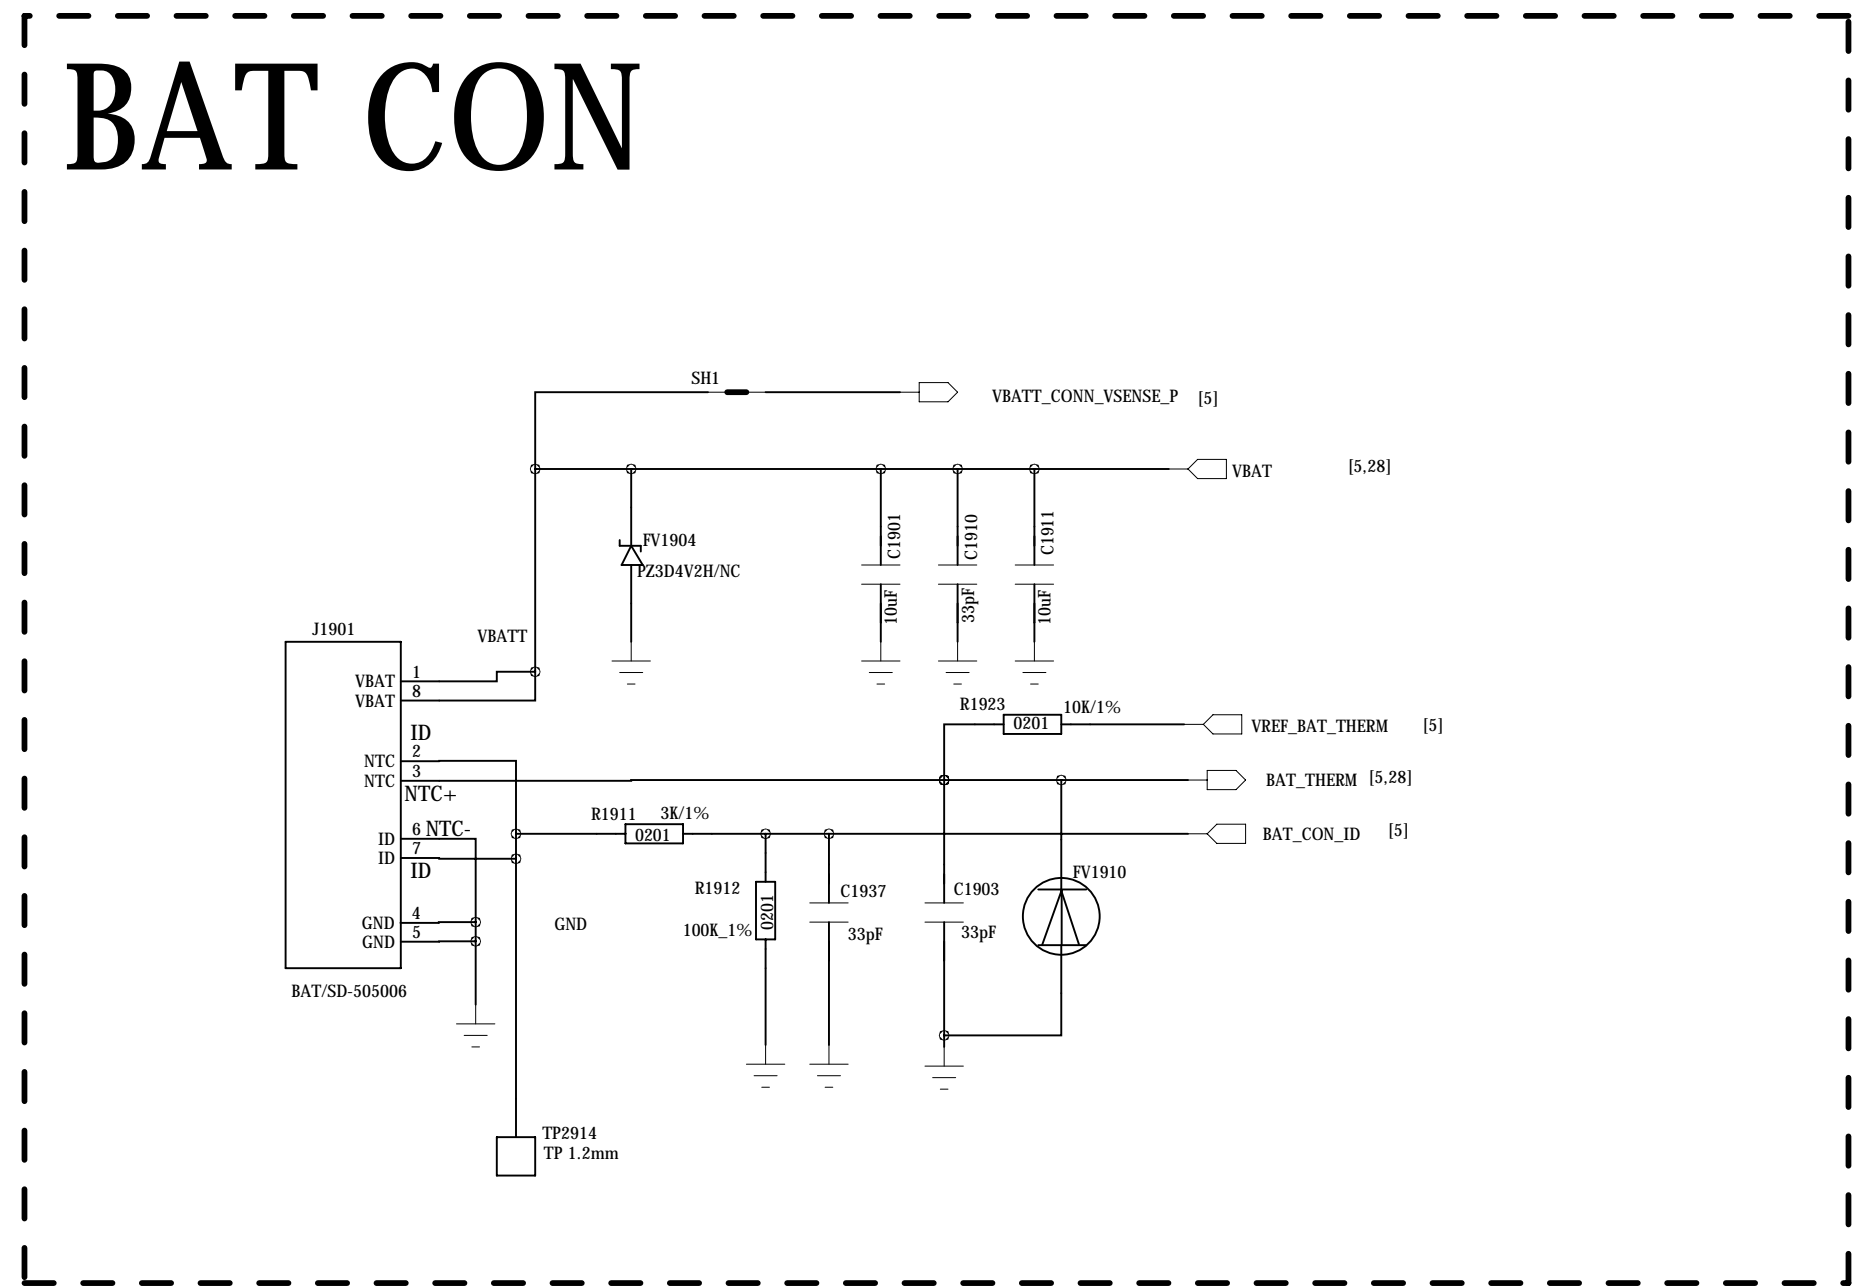 BAT CON
SH1
VBATT_CONN_VSENSE_P [5]
VBAT [5,28]
FV1904
PZ3D4V2H/NC
C1901
10uF
C1910
33pF
C1911
10uF
J1901
VBATT
VBAT 1
VBAT 8
ID
NTC 2
NTC 3
NTC+
ID 6 NTC-
ID 7
ID
GND 4
GND 5
BAT/SD-505006
GND
R1923 0201 10K/1%
VREF_BAT_THERM [5]
BAT_THERM [5,28]
R1911 0201 3K/1%
BAT_CON_ID [5]
R1912
0201
100K_1%
C1937
33pF
C1903
33pF
FV1910
TP2914
TP 1.2mm